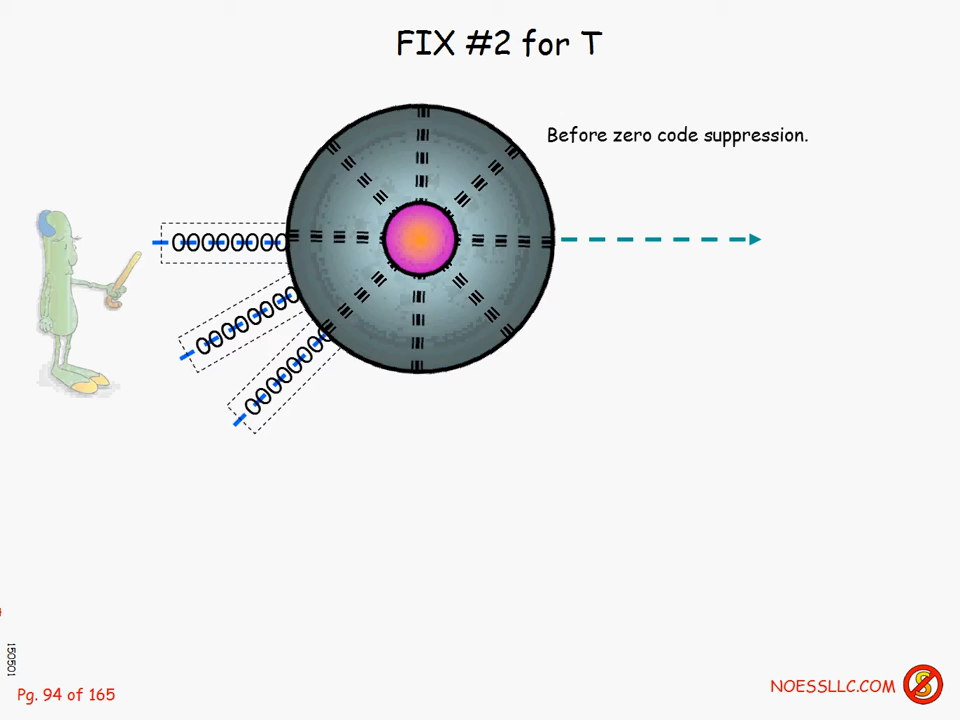 FIX #2 for T
Before zero code suppression.
00000000
00000000
00000000
150501
Pg. 94 of 165
NOESSLLC.COM
S